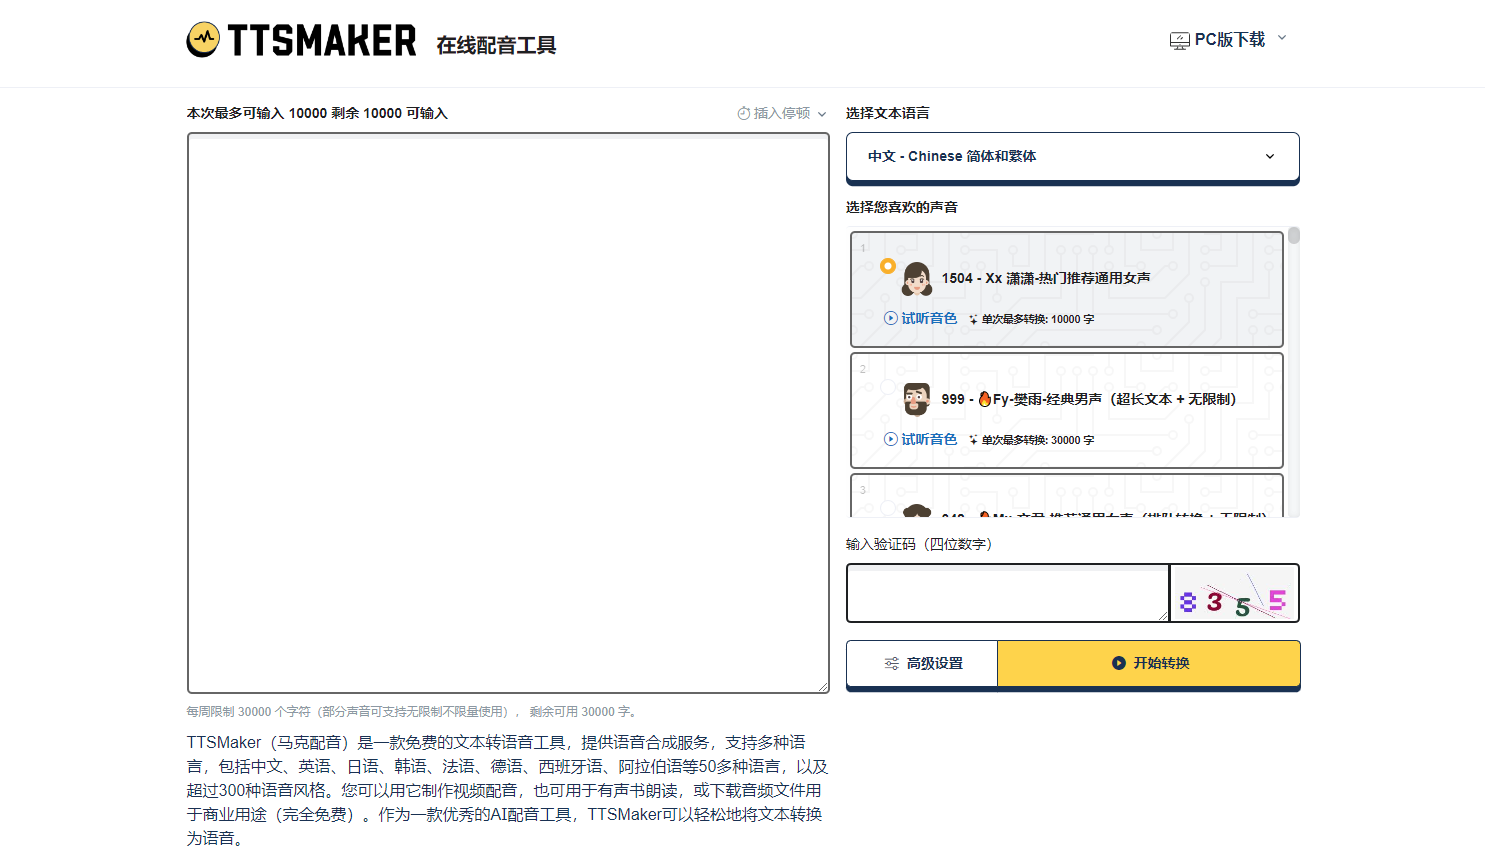 TTSMAKER 在线配音工具
PC版下载
本次最多可输入 10000 剩余 10000 可输入
插入停顿
选择文本语言
中文 - Chinese 简体和繁体
选择您喜欢的声音
1
1504 - Xx 潇潇-热门推荐通用女声
试听音色 单次最多转换: 10000 字
2
999 - 🔥Fy-樊雨-经典男声（超长文本 + 无限制）
试听音色 单次最多转换: 30000 字
3
输入验证码（四位数字）
8355
高级设置
开始转换
每周限制 30000 个字符（部分声音可支持无限制不限量使用）， 剩余可用 30000 字。
TTSMaker（马克配音）是一款免费的文本转语音工具，提供语音合成服务，支持多种语
言，包括中文、英语、日语、韩语、法语、德语、西班牙语、阿拉伯语等50多种语言，以及
超过300种语音风格。您可以用它制作视频配音，也可用于有声书朗读，或下载音频文件用
于商业用途（完全免费）。作为一款优秀的AI配音工具，TTSMaker可以轻松地将文本转换
为语音。